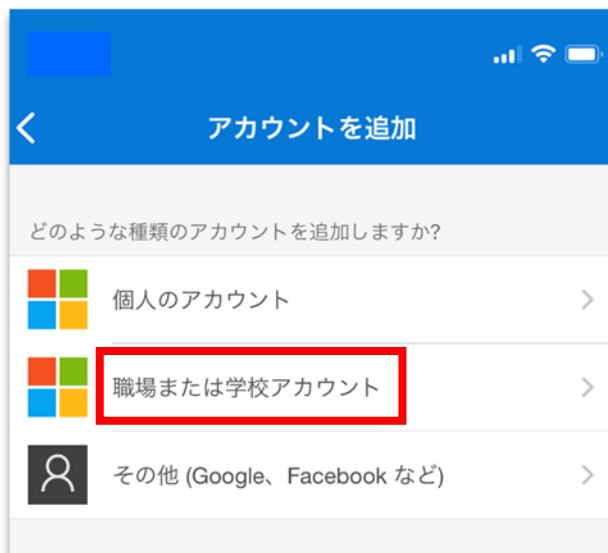 アカウントを追加
どのような種類のアカウントを追加しますか?
個人のアカウント
職場または学校アカウント
その他 (Google、Facebook など)